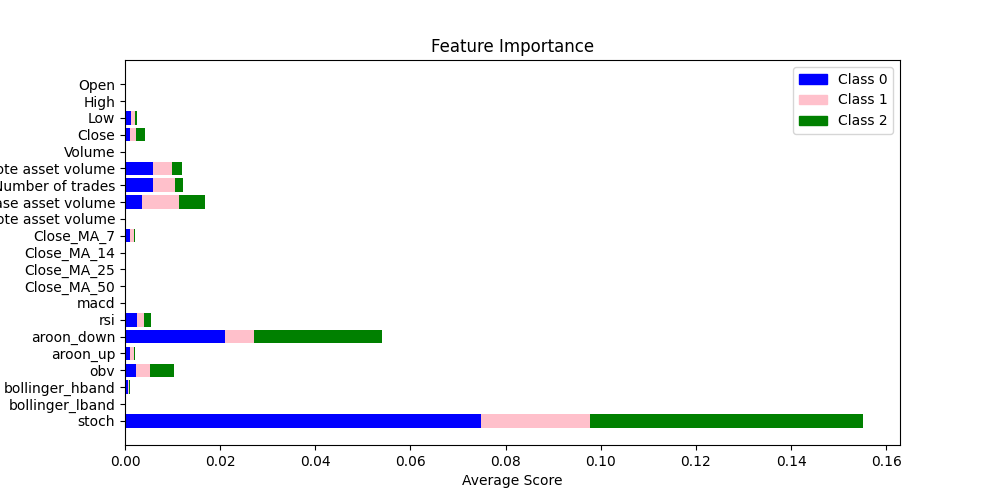 Feature Importance
Open
High
Low
Close
Volume
ote asset volume
Number of trades
ase asset volume
ote asset volume
Close_MA_7
Close_MA_14
Close_MA_25
Close_MA_50
macd
rsi
aroon_down
aroon_up
obv
bollinger_hband
bollinger_lband
stoch
Class 0
Class 1
Class 2
0.00 0.02 0.04 0.06 0.08 0.10 0.12 0.14 0.16
Average Score